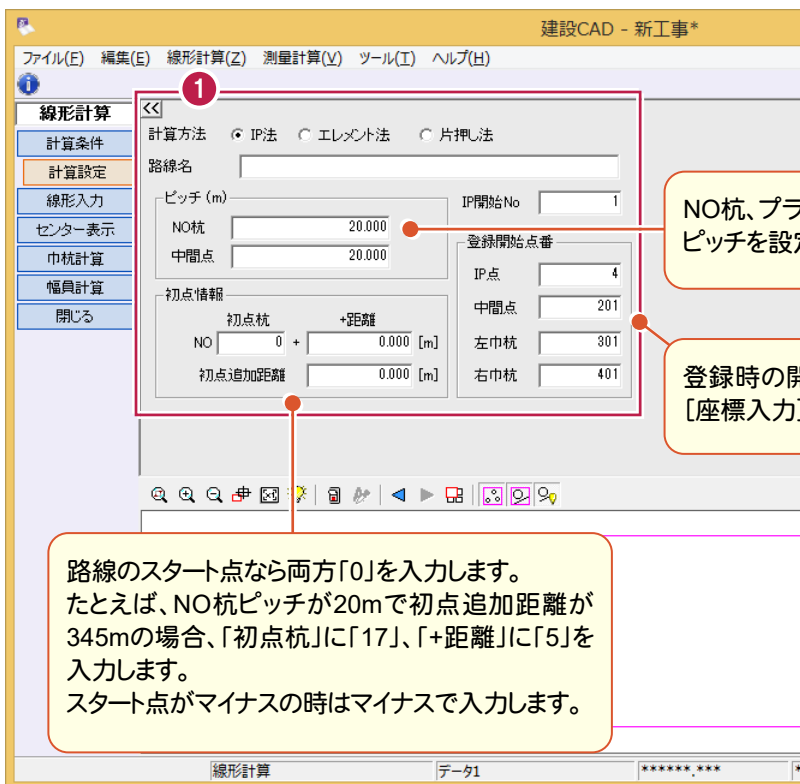 建設CAD - 新工事*
ファイル(F) 編集(E) 線形計算(Z) 測量計算(V) ツール(T) ヘルプ(H)
1
線形計算
計算条件
計算設定
線形入力
センター表示
巾杭計算
幅員計算
閉じる
<<
計算方法 IP法 エレメント法 片押し法
路線名
ピッチ (m)
NO杭 20.000
中間点 20.000
IP開始No 1
登録開始点番
IP点 4
中間点 201
左巾杭 301
右巾杭 401
初点情報
初点杭 +距離
NO 0 + 0.000 [m]
初点追加距離 0.000 [m]
NO杭、プラ
ピッチを設定
登録時の開
[座標入力]
路線のスタート点なら両方「0」を入力します。
たとえば、NO杭ピッチが20mで初点追加距離が
345mの場合、「初点杭」に「17」、「+距離」に「5」を
入力します。
スタート点がマイナスの時はマイナスで入力します。
線形計算 データ1 ******.*** *